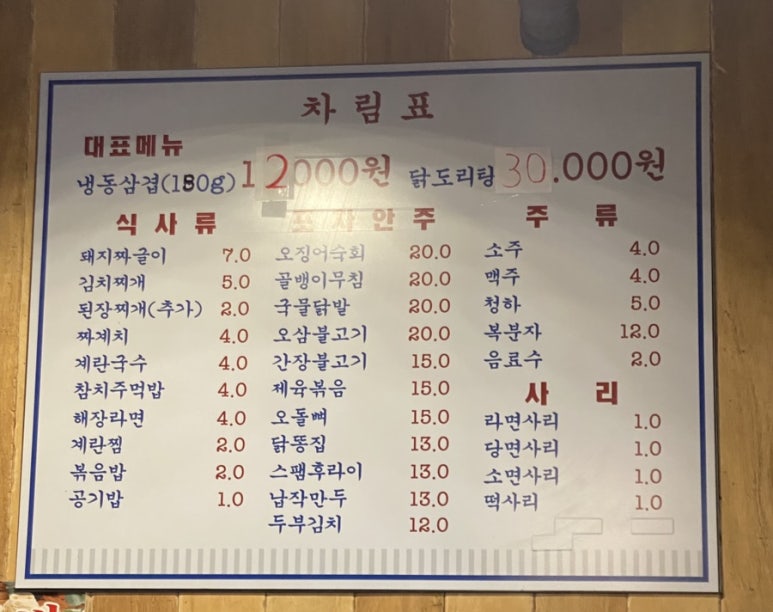 차림표
대표메뉴
냉동삼겹(180g) 12000원 닭도리탕 30.000원
식사류
돼지짜글이 7.0
김치찌개 5.0
된장찌개(추가) 2.0
짜계치 4.0
계란국수 4.0
참치주먹밥 4.0
해장라면 4.0
계란찜 2.0
볶음밥 2.0
공기밥 1.0
포차안주
오징어숙회 20.0
골뱅이무침 20.0
국물닭발 20.0
오삼불고기 20.0
간장불고기 15.0
제육볶음 15.0
오돌뼈 15.0
닭똥집 13.0
스팸후라이 13.0
납작만두 13.0
두부김치 12.0
주류
소주 4.0
맥주 4.0
청하 5.0
복분자 12.0
음료수 2.0
사리
라면사리 1.0
당면사리 1.0
소면사리 1.0
떡사리 1.0